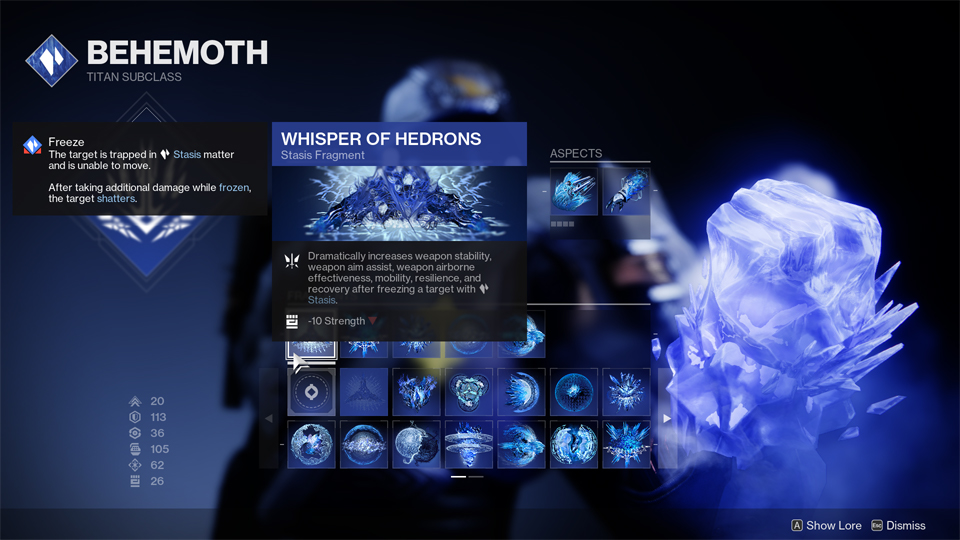 BEHEMOTH
TITAN SUBCLASS
Freeze
The target is trapped in Stasis matter
and is unable to move.
After taking additional damage while frozen,
the target shatters.
WHISPER OF HEDRONS
Stasis Fragment
Dramatically increases weapon stability,
weapon aim assist, weapon airborne
effectiveness, mobility, resilience, and
recovery after freezing a target with
Stasis.
-10 Strength
ASPECTS
20
113
36
105
62
26
A Show Lore Esc Dismiss